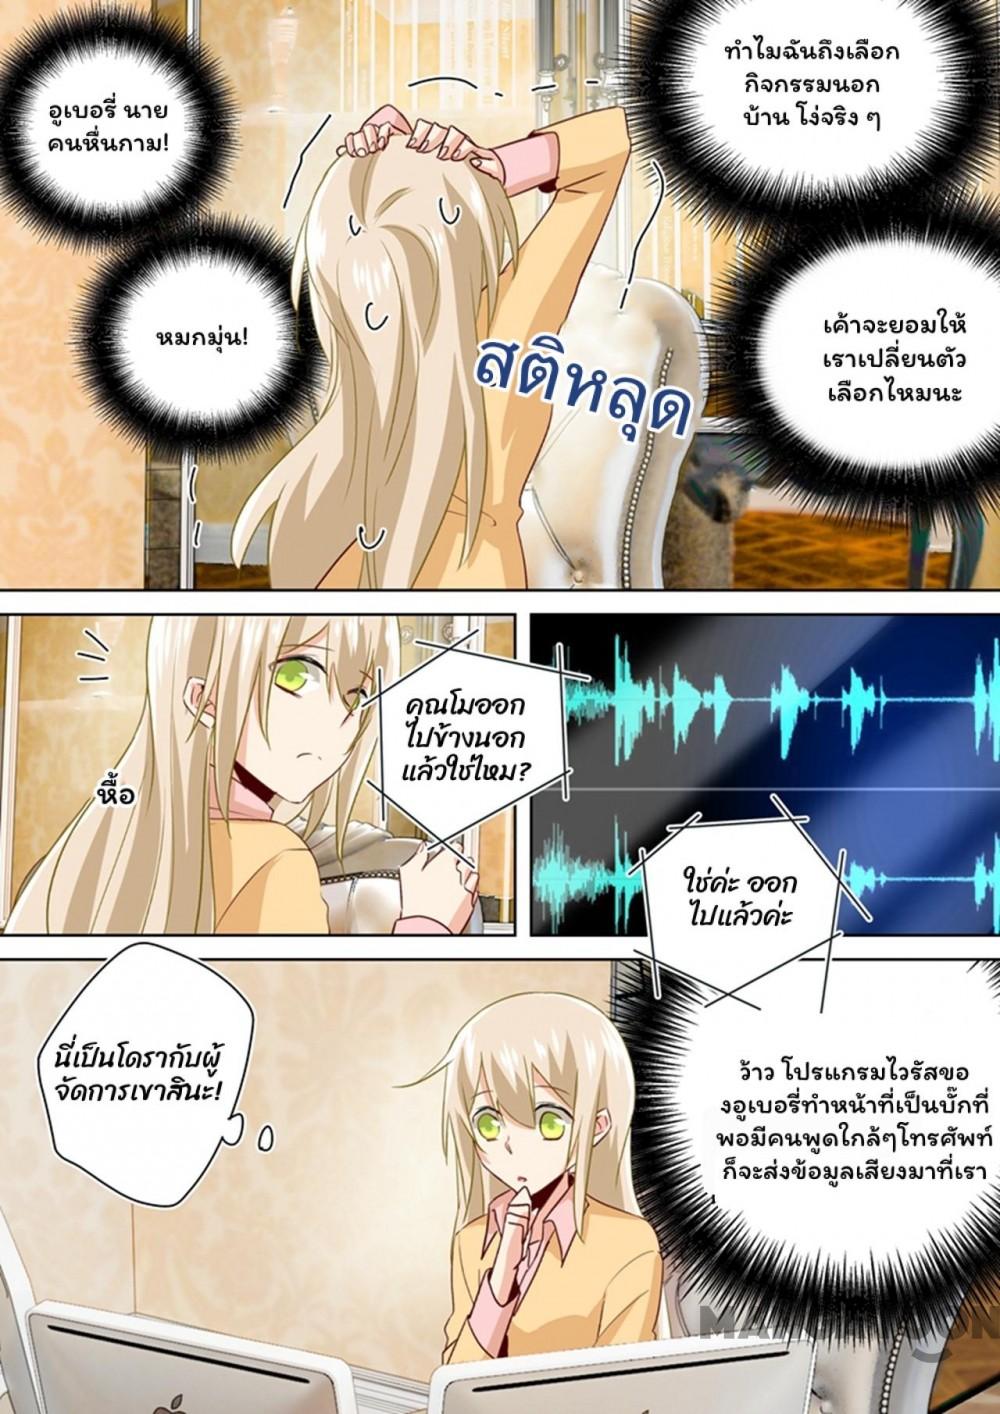 อูเบอรี่ นาย
คนหื่นกาม!
ทำไมฉันถึงเลือก
กิจกรรมนอก
บ้าน โง่จริง ๆ
หมกมุ่น!
เค้าจะยอมให้
เราเปลี่ยนตัว
เลือกไหมนะ
สติหลุด
หื้อ
คุณโมออก
ไปข้างนอก
แล้วใช่ไหม?
ใช่ค่ะ ออก
ไปแล้วค่ะ
นี่เป็นโดรากับผู้
จัดการเขาสินะ!
ว้าว โปรแกรมไวรัสขอ
งอูเบอรี่ทำหน้าที่เป็นบั๊กที่
พอมีคนพูดใกล้ๆโทรศัพท์
ก็จะส่งข้อมูลเสียงมาที่เรา